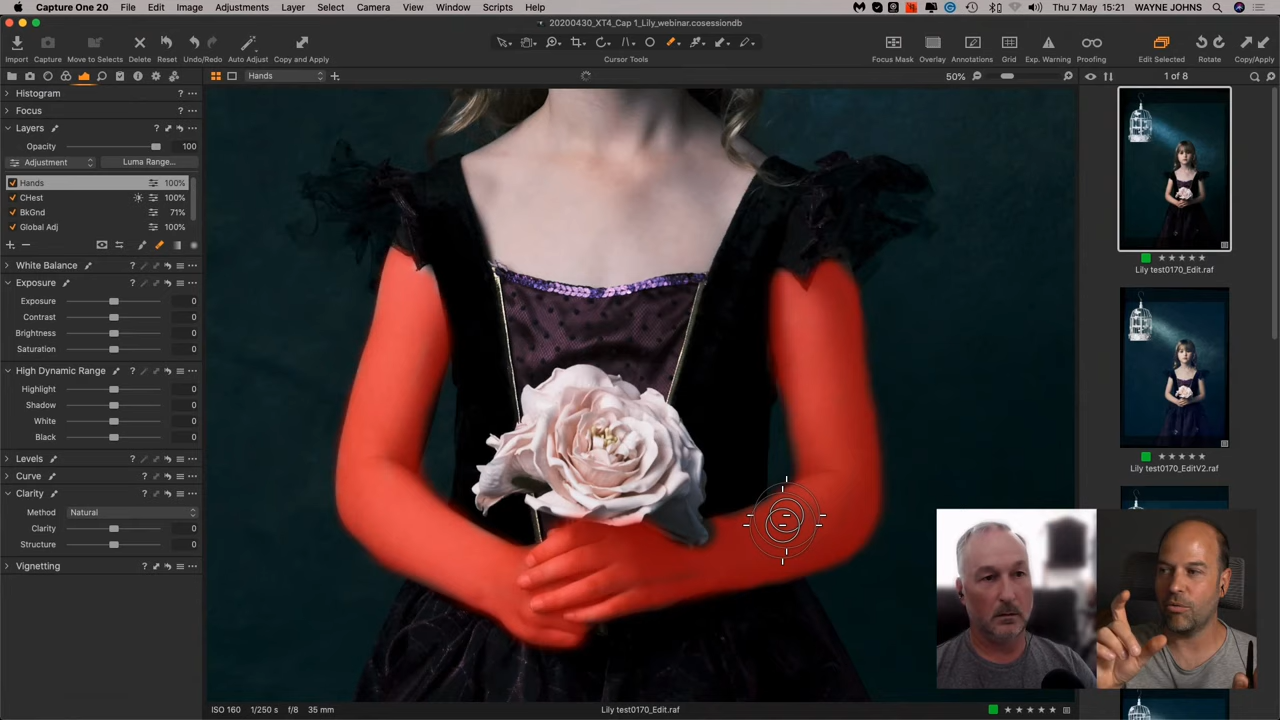 Capture One 20 File Edit Image Adjustments Layer Select Camera View Window Scripts Help
Thu 7 May 15:21 WAYNE JOHNS
20200430_XT4_Cap 1_Lily_webinar.cosessiondb
Import Capture Move to Selects Delete Reset Undo/Redo Auto Adjust Copy and Apply
Cursor Tools
Focus Mask Overlay Annotations Grid Exp. Warning Proofing Edit Selected Rotate Copy/Apply
Hands
50%
1 of 8
Histogram ? ...
Focus ? ...
Layers ? ...
Opacity 100
Adjustment Luma Range...
Hands 100%
CHest 100%
BkGnd 71%
Global Adj 100%
White Balance ? ...
Exposure ? ...
Exposure 0
Contrast 0
Brightness 0
Saturation 0
High Dynamic Range ? ...
Highlight 0
Shadow 0
White 0
Black 0
Levels ? ...
Curve ? ...
Clarity ? ...
Method Natural
Clarity 0
Structure 0
Vignetting ? ...
Lily test0170_Edit.raf
Lily test0170_EditV2.raf
ISO 160 1/250 s f/8 35 mm
Lily test0170_Edit.raf